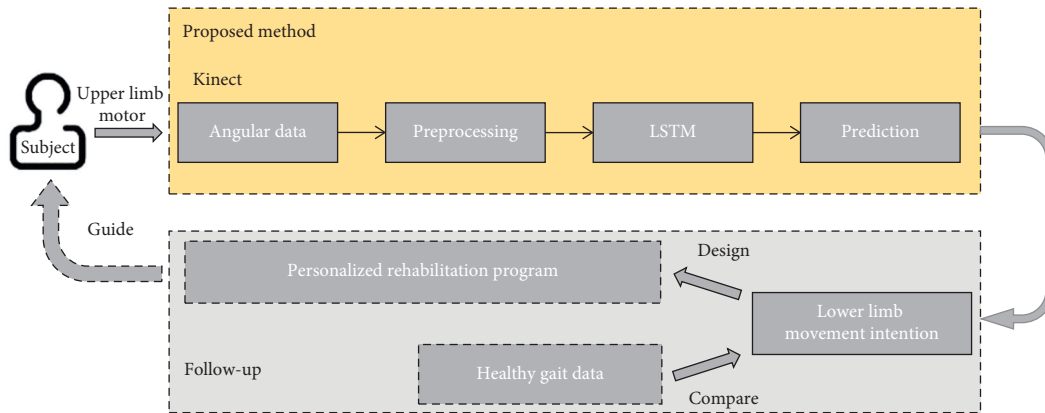 Proposed method
Kinect
Upper limb
motor
Subject
Angular data
Preprocessing
LSTM
Prediction
Guide
Personalized rehabilitation program
Design
Lower limb
movement intention
Follow-up
Healthy gait data
Compare